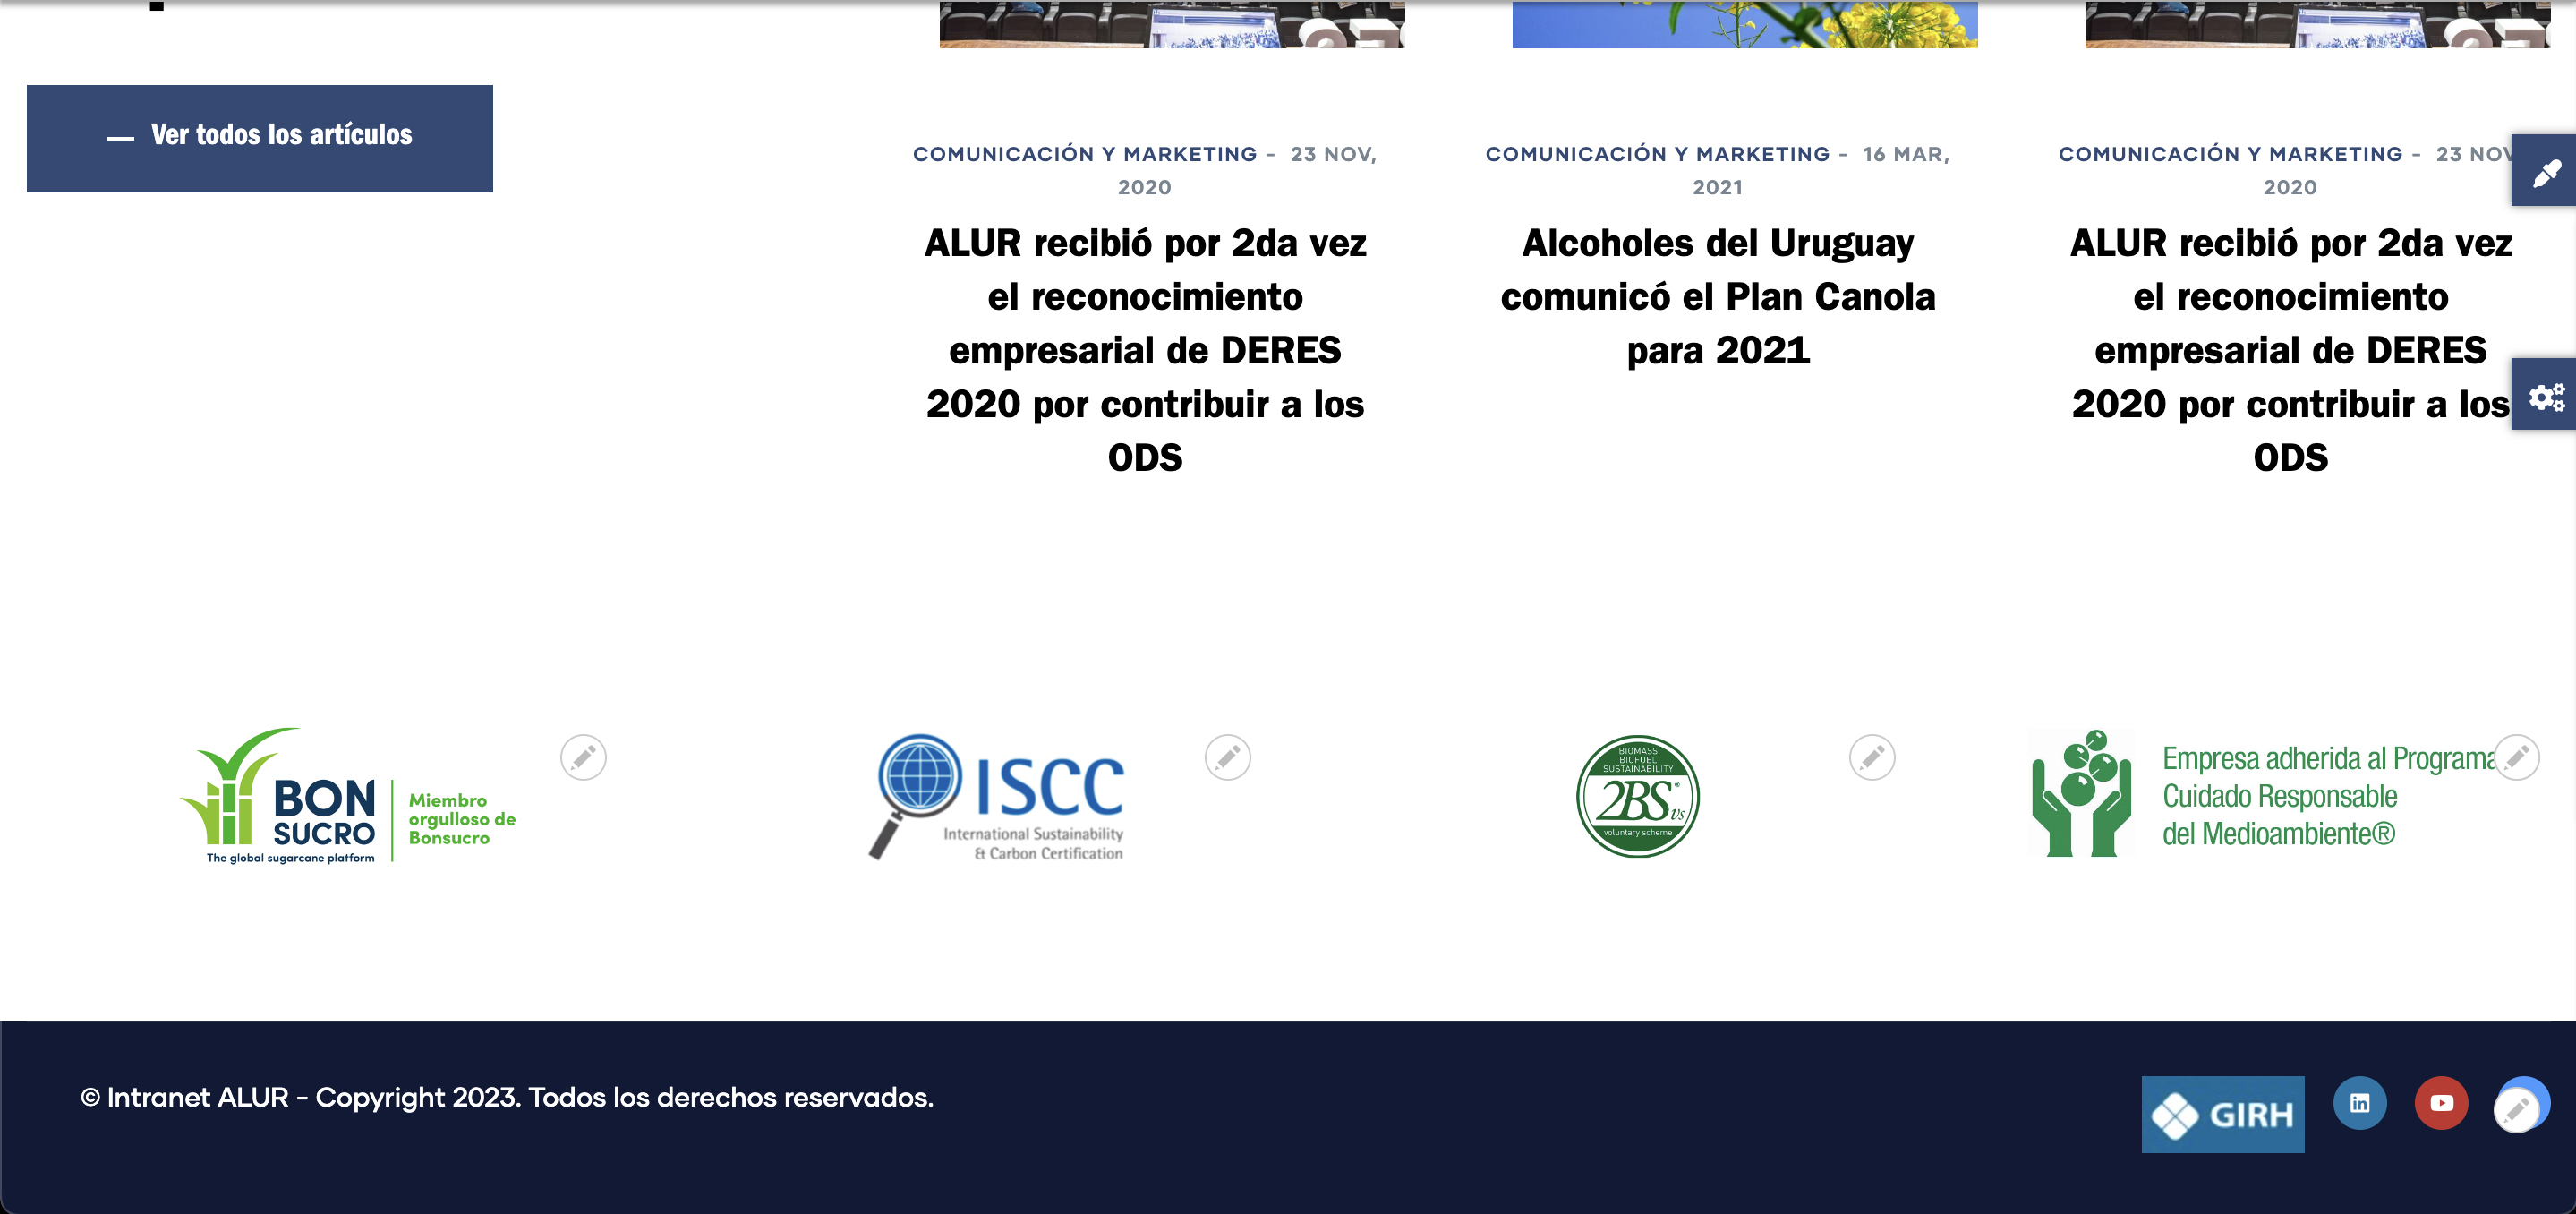 Ver todos los artículos
COMUNICACIÓN Y MARKETING - 23 NOV,
2020
ALUR recibió por 2da vez
el reconocimiento
empresarial de DERES
2020 por contribuir a los
ODS
COMUNICACIÓN Y MARKETING - 16 MAR,
2021
Alcoholes del Uruguay
comunicó el Plan Canola
para 2021
COMUNICACIÓN Y MARKETING - 23 NOV
2020
ALUR recibió por 2da vez
el reconocimiento
empresarial de DERES
2020 por contribuir a los
ODS
BON
SUCRO
The global sugarcane platform
Miembro
orgulloso de
Bonsucro
ISCC
International Sustainability
& Carbon Certification
BIOMASS
BIOFUEL
SUSTAINABILITY
2BS® vs
voluntary scheme
Empresa adherida al Programa
Cuidado Responsable
del Medioambiente®
© Intranet ALUR - Copyright 2023. Todos los derechos reservados.
GIRH
in